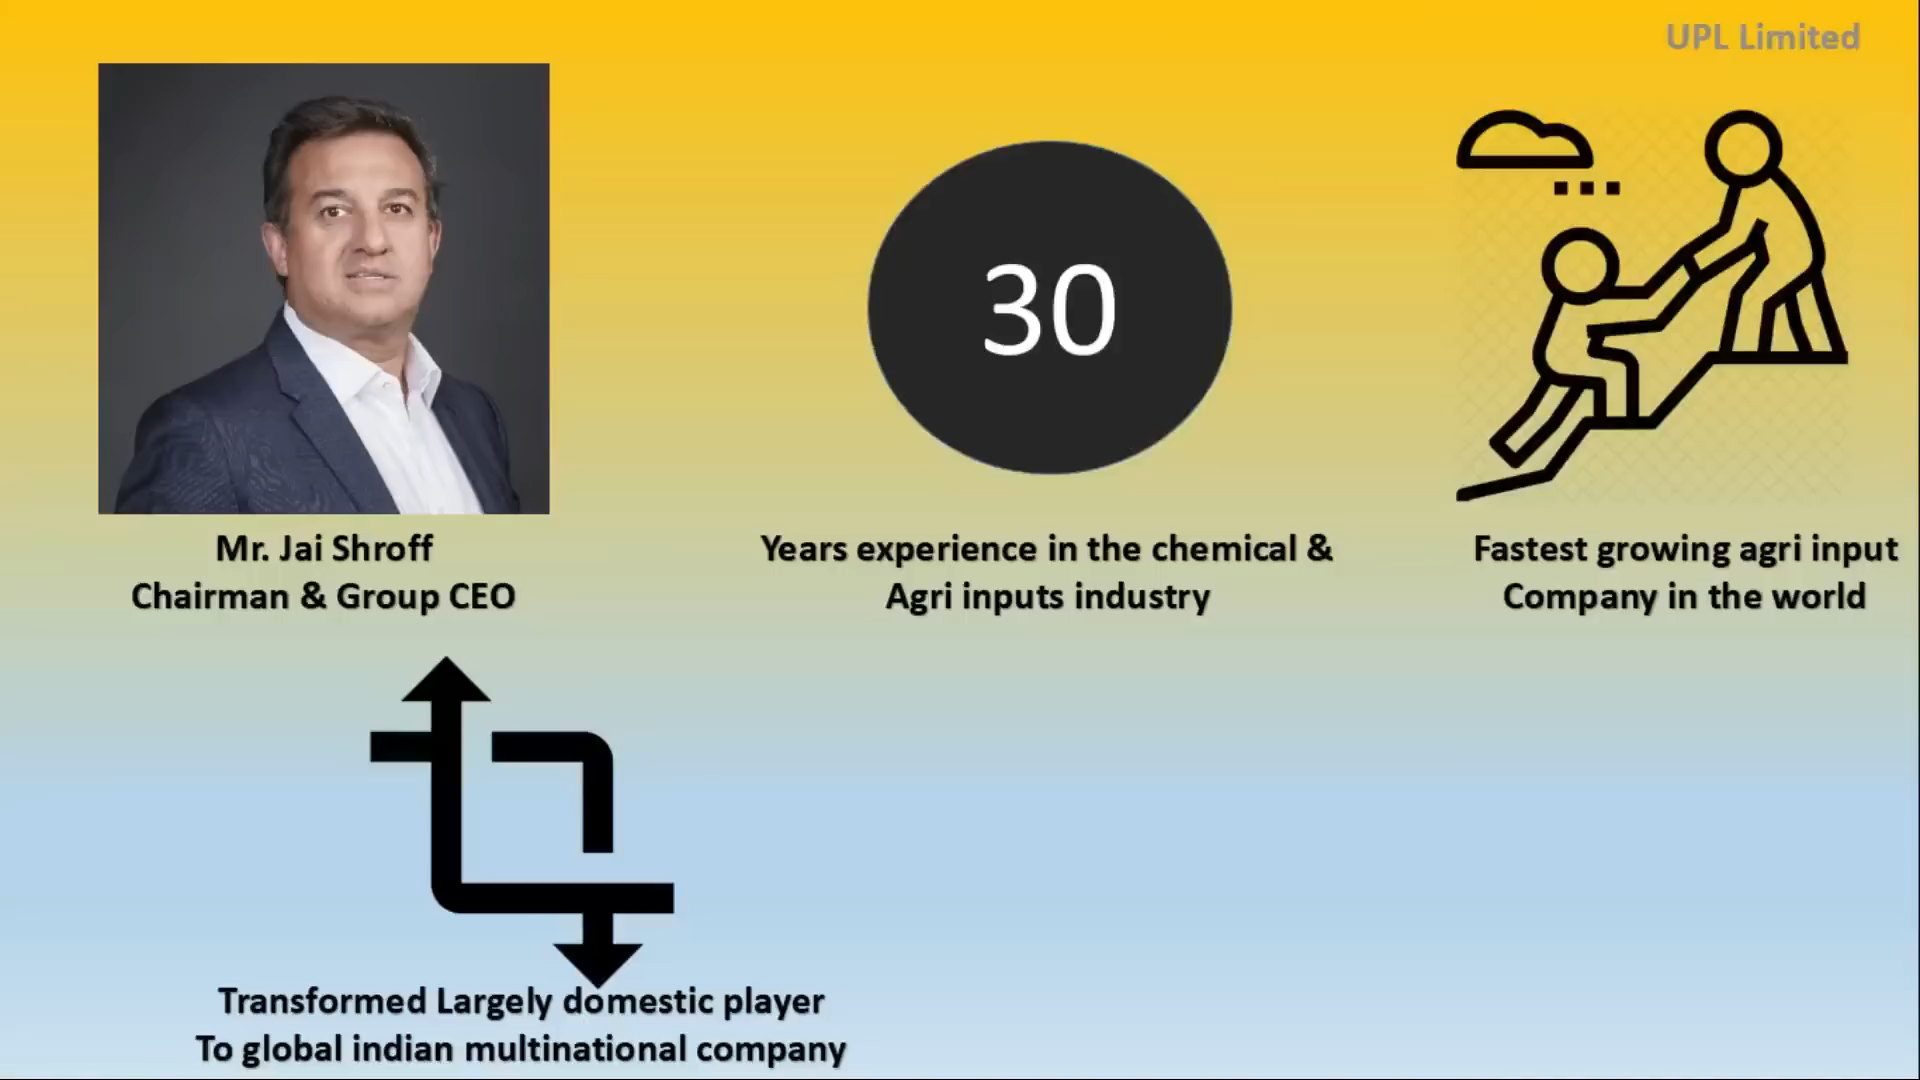 UPL Limited
30
Mr. Jai Shroff
Chairman & Group CEO
Years experience in the chemical &
Agri inputs industry
Fastest growing agri input
Company in the world
Transformed Largely domestic player
To global indian multinational company